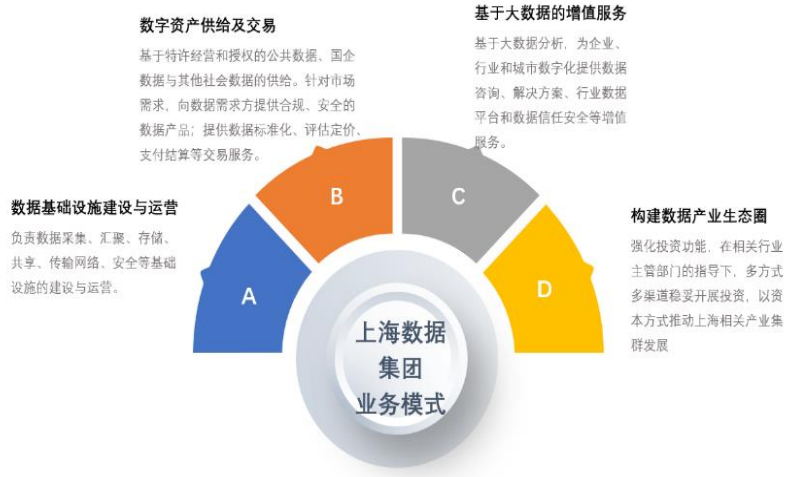 数字资产供给及交易
基于特许经营和授权的公共数据、国企
数据与其他社会数据的供给。针对市场
需求，向数据需求方提供合规、安全的
数据产品；提供数据标准化、评估定价、
支付结算等交易服务。
基于大数据的增值服务
基于大数据分析，为企业、
行业和城市数字化提供数据
咨询、解决方案、行业数据
平台和数据信任安全等增值
服务。
数据基础设施建设与运营
负责数据采集、汇聚、存储、
共享、传输网络、安全等基础
设施的建设与运营。
构建数据产业生态圈
强化投资功能，在相关行业
主管部门的指导下，多方式
多渠道稳妥开展投资，以资
本方式推动上海相关产业集
群发展
A
B
C
D
上海数据
集团
业务模式